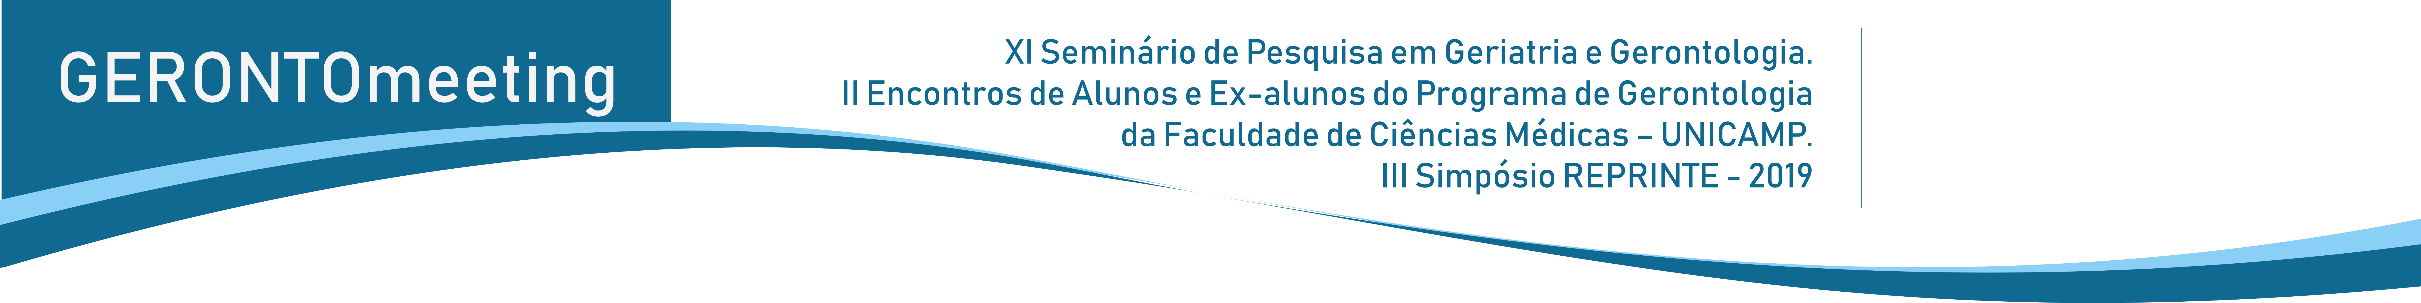 GERONTOmeeting
XI Seminário de Pesquisa em Geriatria e Gerontologia.
II Encontros de Alunos e Ex-alunos do Programa de Gerontologia
da Faculdade de Ciências Médicas – UNICAMP.
III Simpósio REPRINTE - 2019